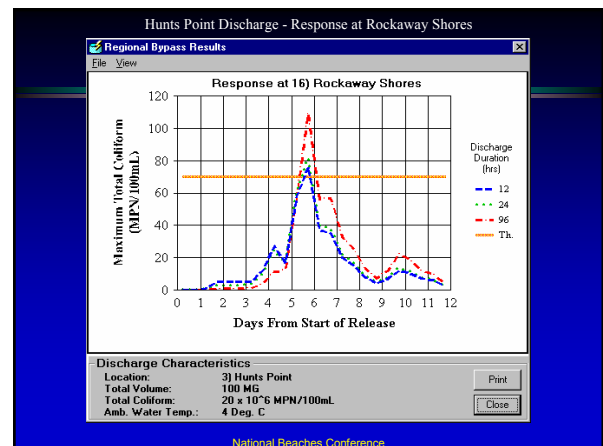 Hunts Point Discharge - Response at Rockaway Shores
Regional Bypass Results
File View
Response at 16) Rockaway Shores
Maximum Total Coliform
(MPN/100mL)
120
100
80
60
40
20
0
0 1 2 3 4 5 6 7 8 9 10 11 12
Days From Start of Release
Discharge
Duration
(hrs)
12
24
96
Th.
Discharge Characteristics
Location: 3) Hunts Point
Total Volume: 100 MG
Total Coliform: 20 x 10^6 MPN/100mL
Amb. Water Temp.: 4 Deg. C
Print
Close
National Beaches Conference